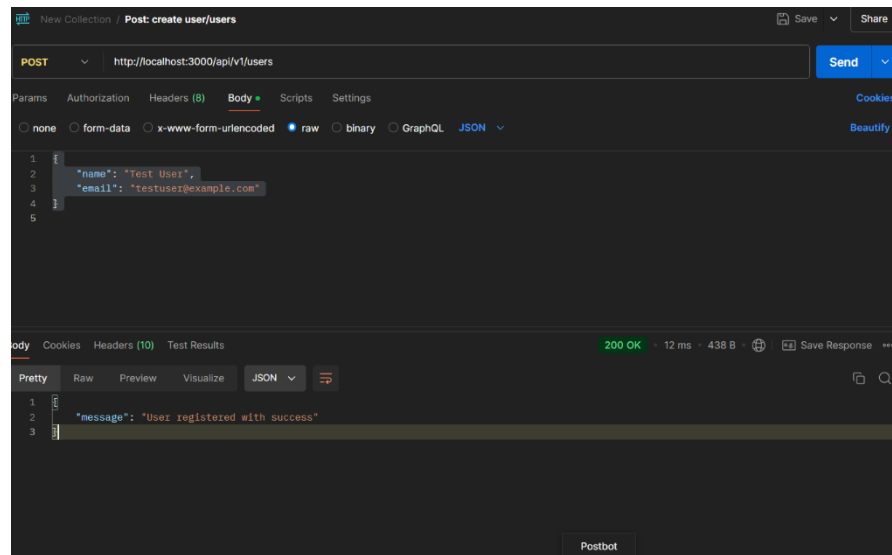 HTTP New Collection / Post: create user/users Save Share
POST http://localhost:3000/api/v1/users Send
Params Authorization Headers (8) Body Scripts Settings Cookies
none form-data x-www-form-urlencoded raw binary GraphQL JSON Beautify
1 {
2 "name": "Test User",
3 "email": "testuser@example.com"
4 }
5
Body Cookies Headers (10) Test Results 200 OK 12 ms 438 B Save Response
Pretty Raw Preview Visualize JSON
1 {
2 "message": "User registered with success"
3 }
Postbot